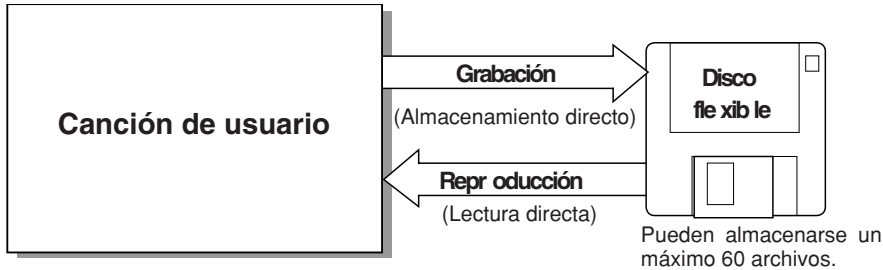 Canción de usuario
Grabación
(Almacenamiento directo)
Repr oducción
(Lectura directa)
Disco
fle xib le
Pueden almacenarse un
máximo 60 archivos.